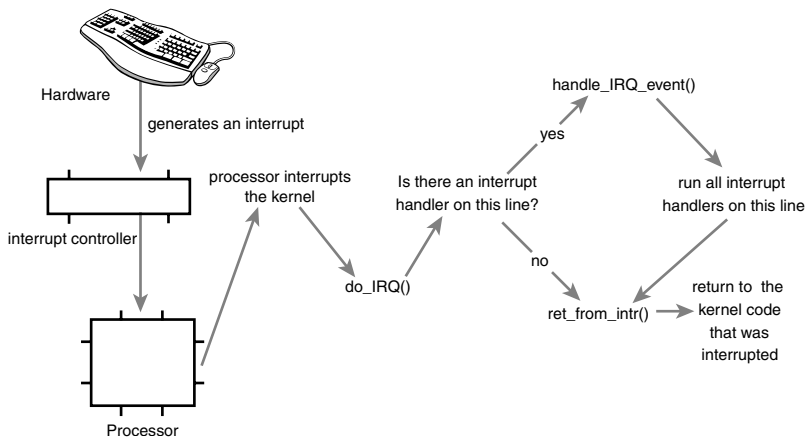 Hardware
generates an interrupt
interrupt controller
Processor
processor interrupts
the kernel
do_IRQ()
Is there an interrupt
handler on this line?
yes
no
handle_IRQ_event()
run all interrupt
handlers on this line
ret_from_intr()
return to the
kernel code
that was
interrupted